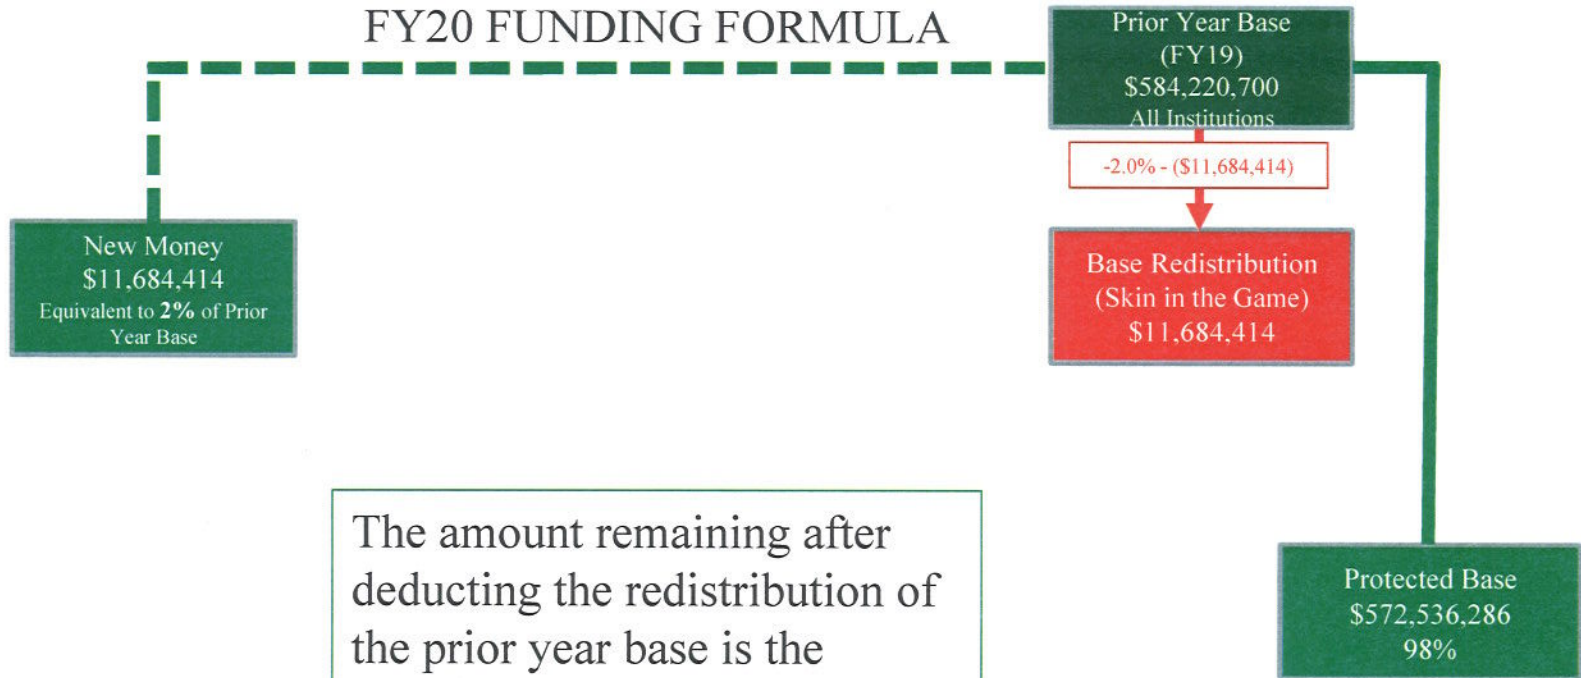 FY20 FUNDING FORMULA
Prior Year Base
(FY19)
$584,220,700
All Institutions
-2.0% - ($11,684,414)
New Money
$11,684,414
Equivalent to 2% of Prior
Year Base
Base Redistribution
(Skin in the Game)
$11,684,414
The amount remaining after
deducting the redistribution of
the prior year base is the
Protected Base
$572,536,286
98%